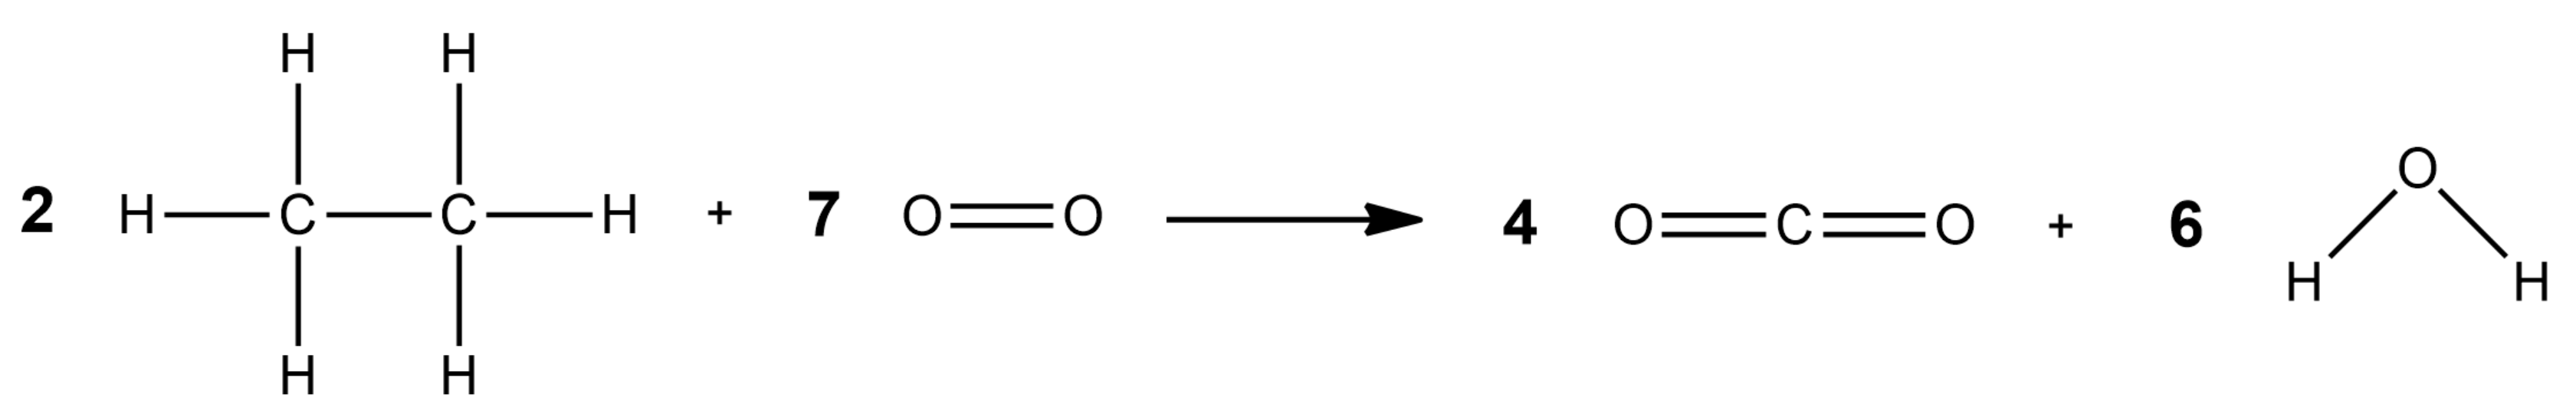 H H
2 H C C H + 7 O O 4 O C O + 6 O
H H H H